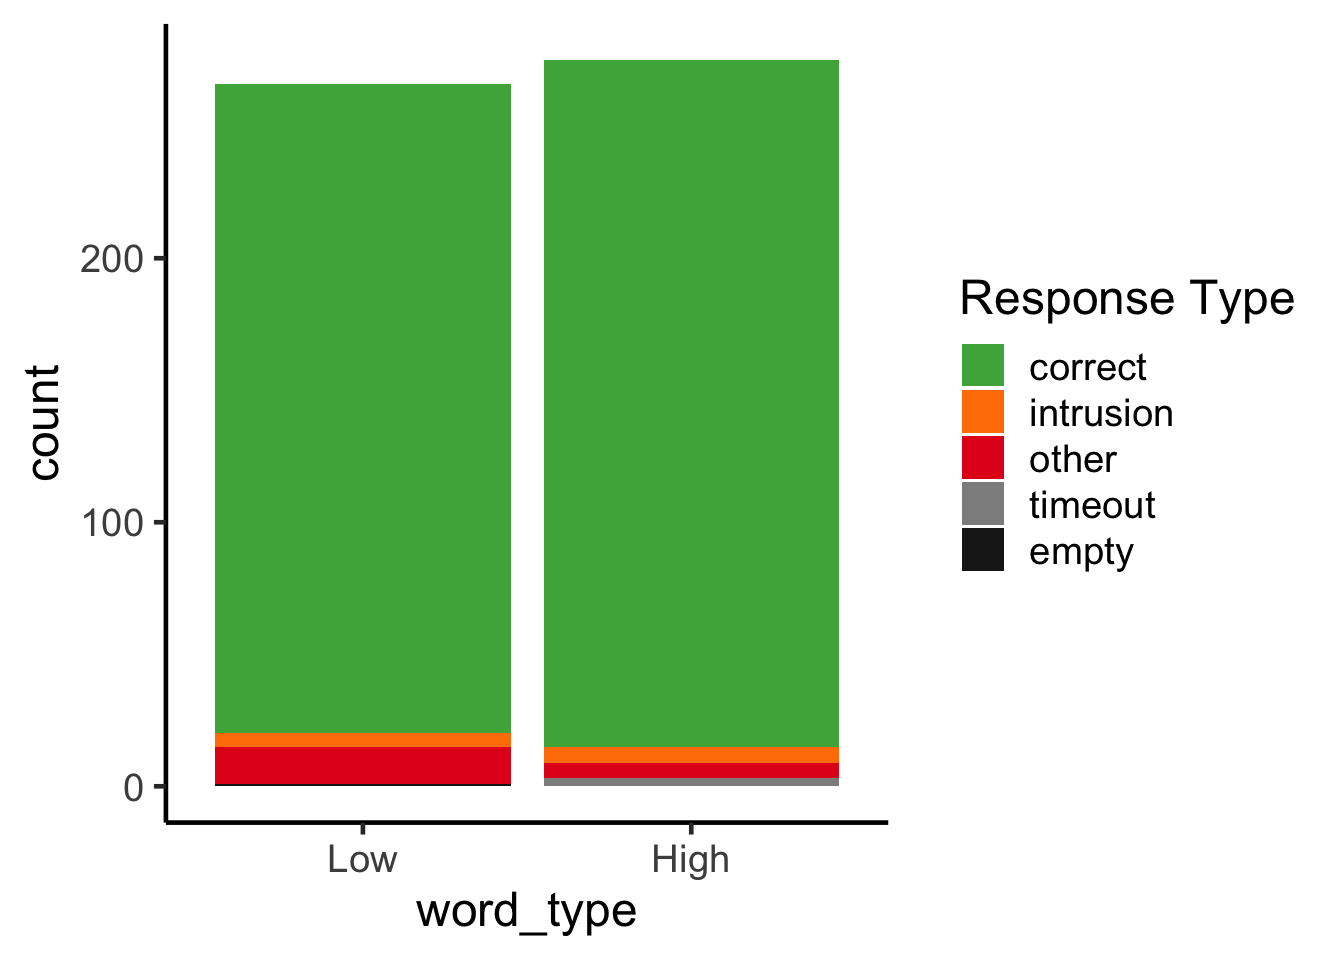 count
200
100
0
Low
High
word_type
Response Type
correct
intrusion
other
timeout
empty